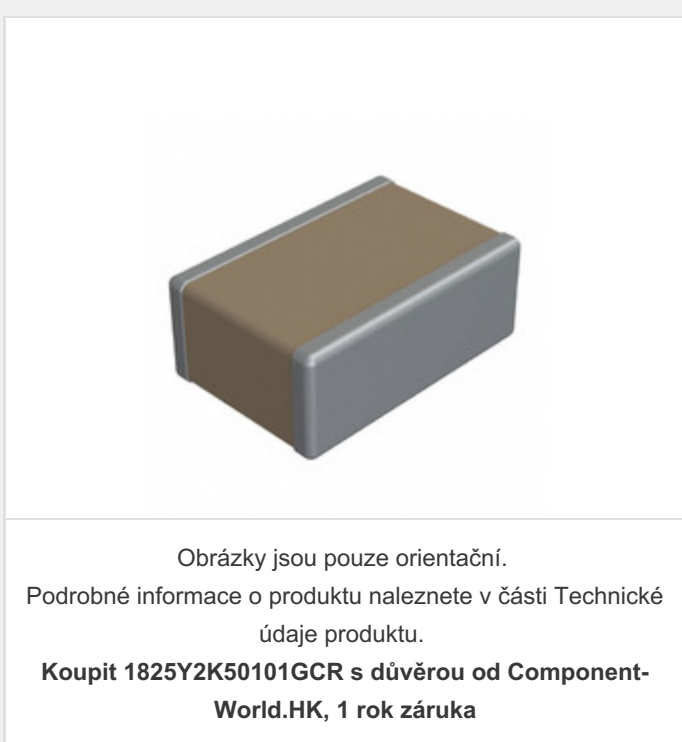 Obrázky jsou pouze orientační.
Podrobné informace o produktu naleznete v části Technické
údaje produktu.
Koupit 1825Y2K50101GCR s důvěrou od Component-
World.HK, 1 rok záruka